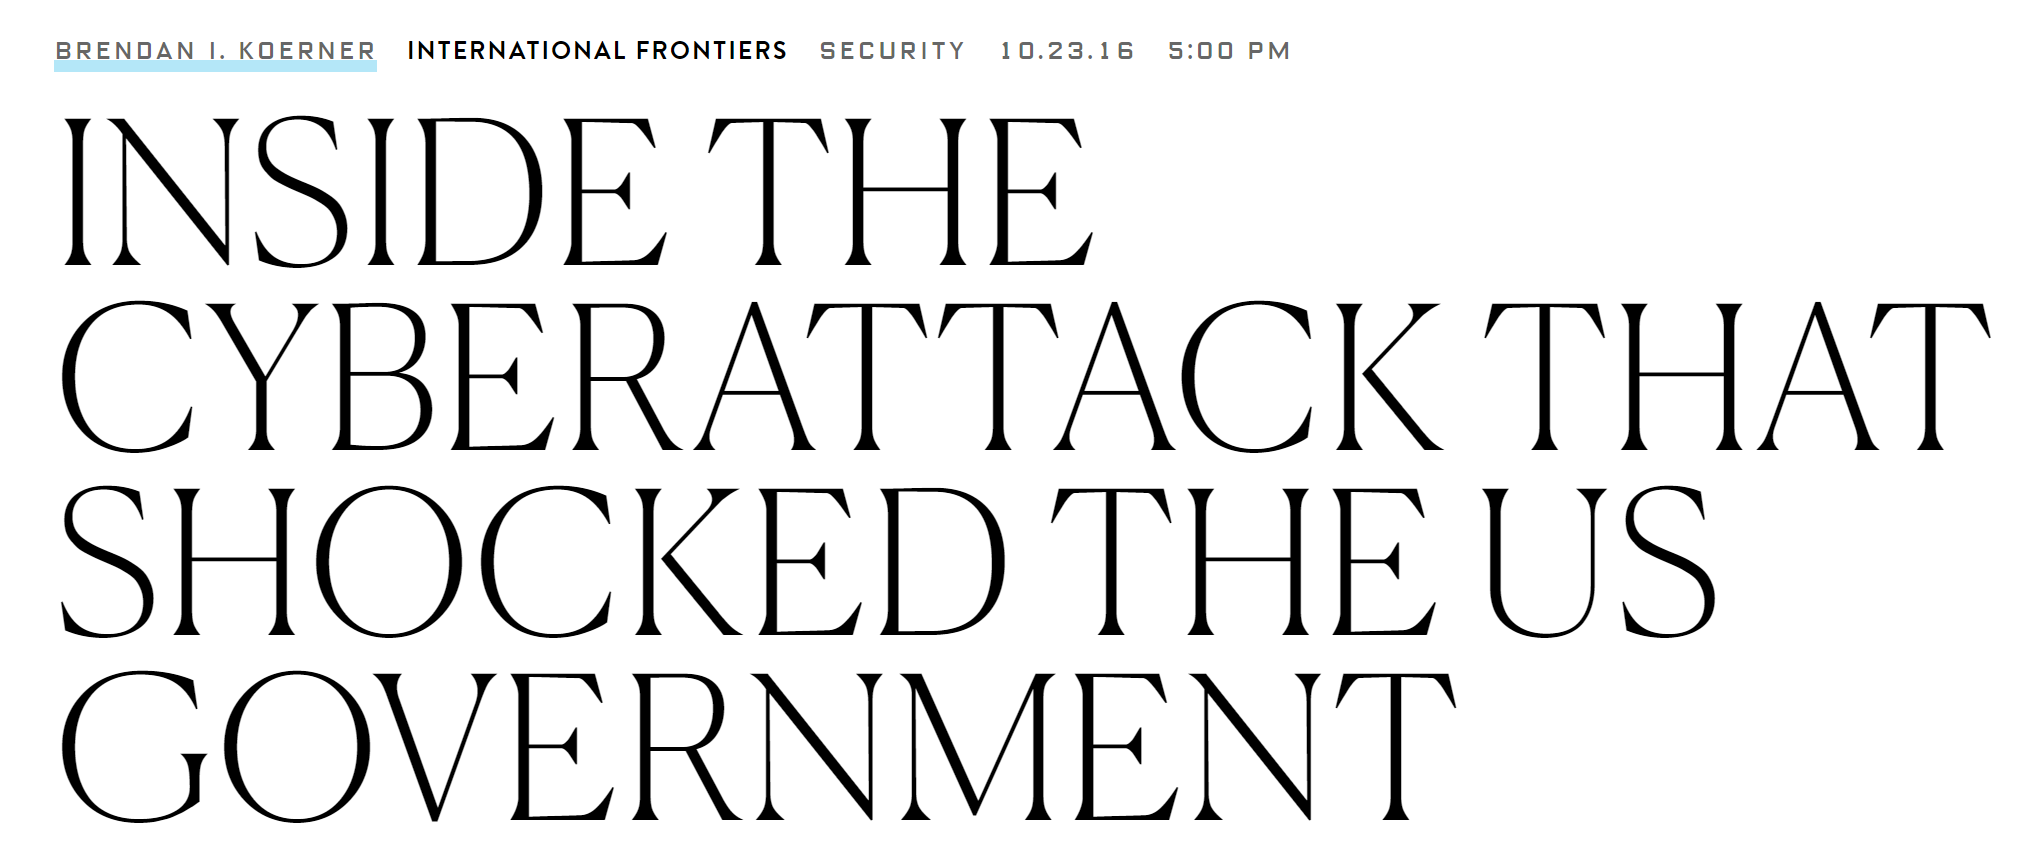 BRENDAN I. KOERNER INTERNATIONAL FRONTIERS SECURITY 10.23.16 5:00 PM
INSIDE THE
CYBERATTACK THAT
SHOCKED THE US
GOVERNMENT